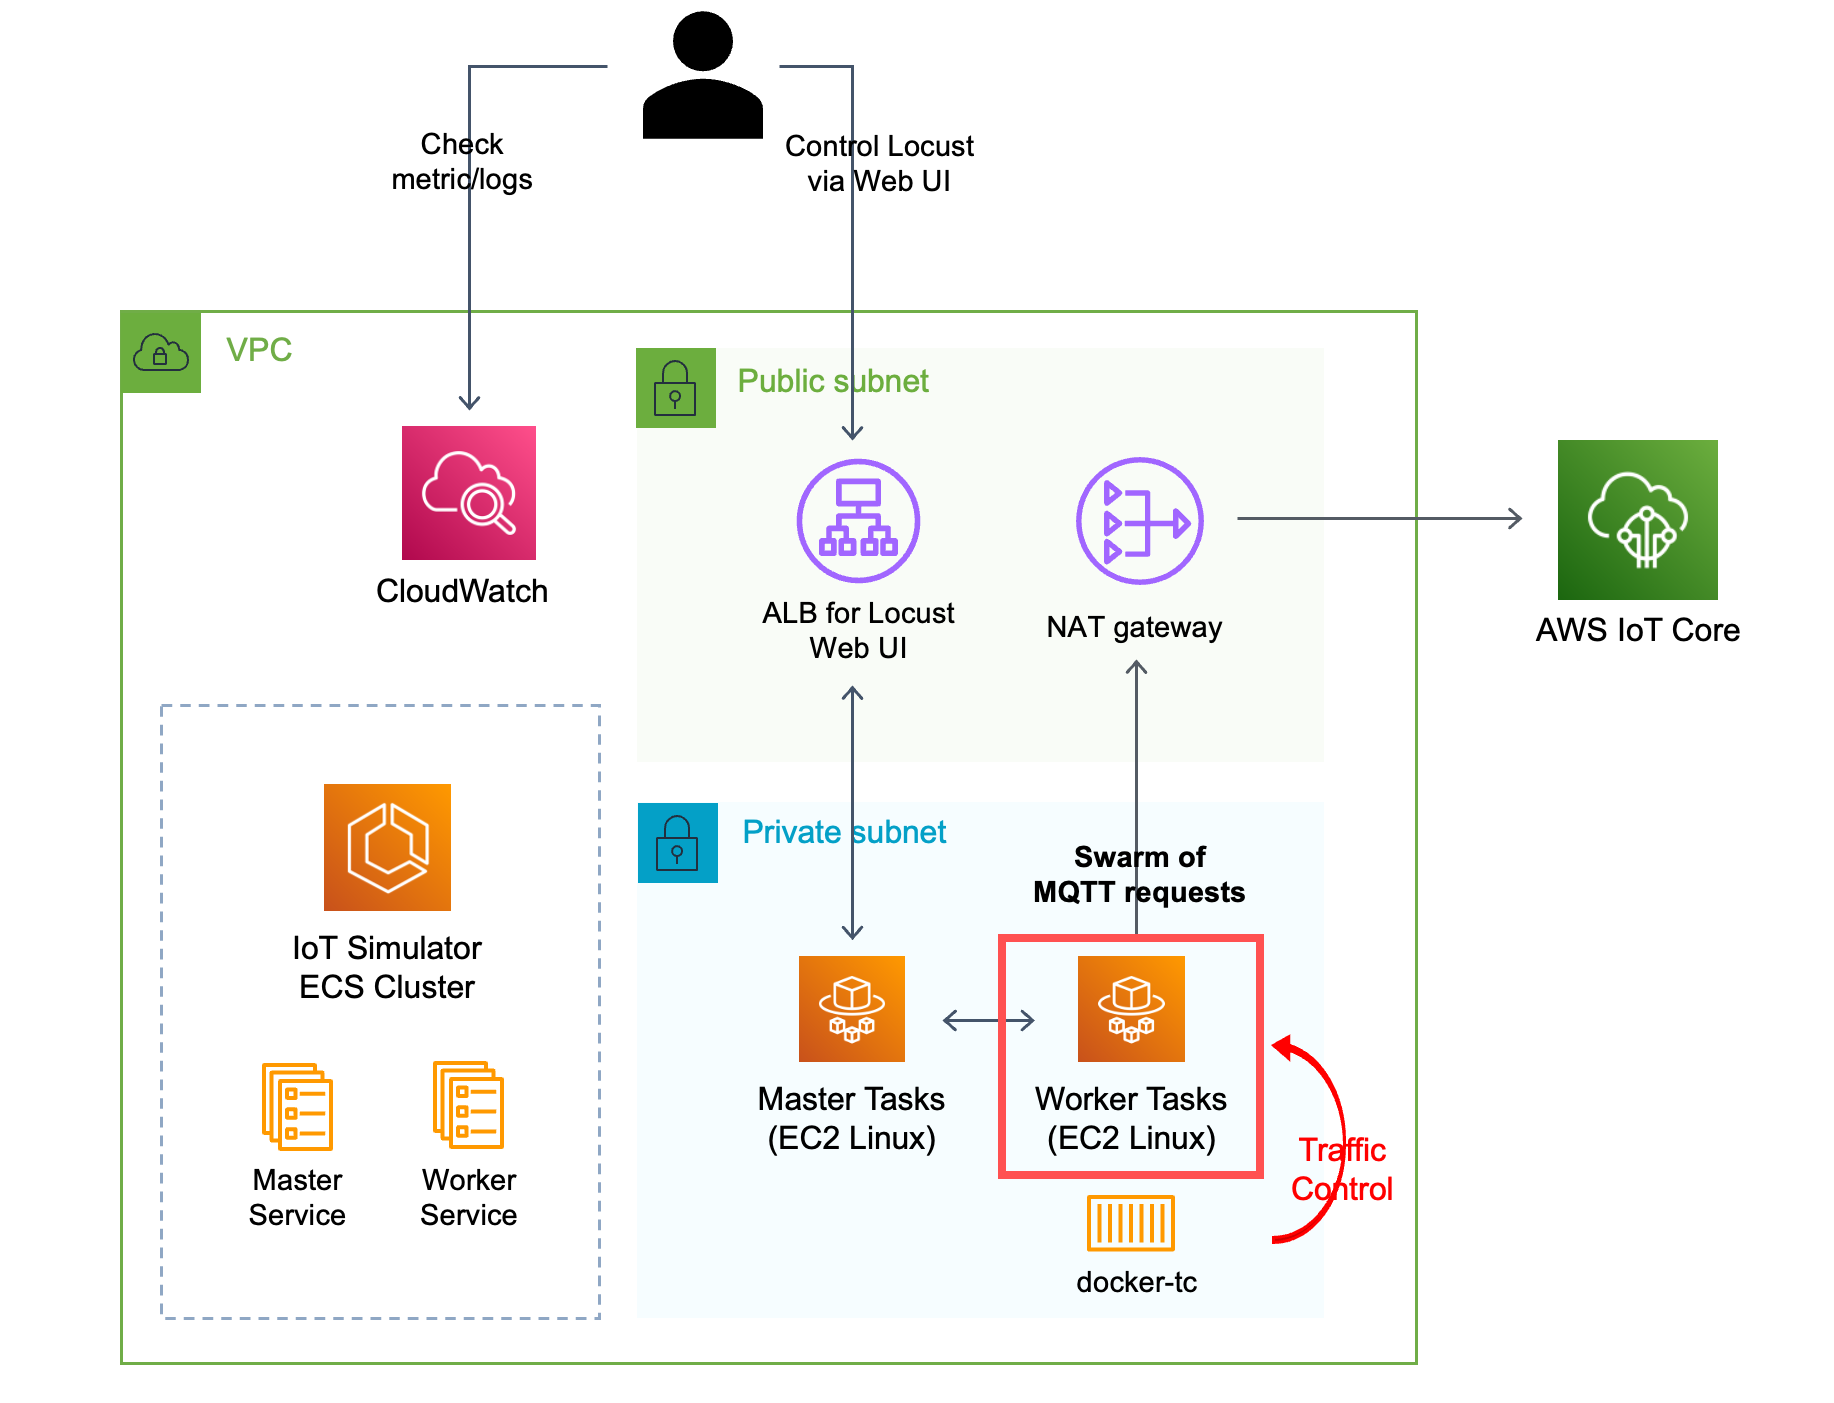 Check
metric/logs
Control Locust
via Web UI
VPC
Public subnet
CloudWatch
ALB for Locust
Web UI
NAT gateway
AWS IoT Core
Private subnet
Swarm of
MQTT requests
IoT Simulator
ECS Cluster
Master Tasks
(EC2 Linux)
Worker Tasks
(EC2 Linux)
Traffic
Control
Master
Service
Worker
Service
docker-tc